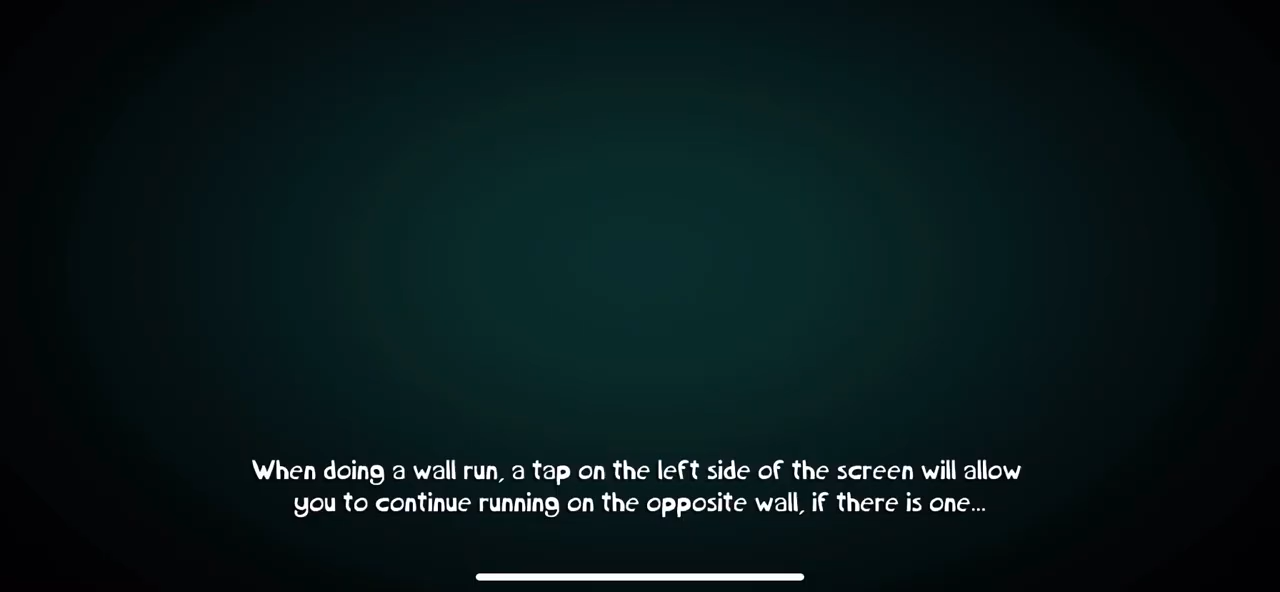 When doing a wall run, a tap on the left side of the screen will allow
you to continue running on the opposite wall, if there is one...